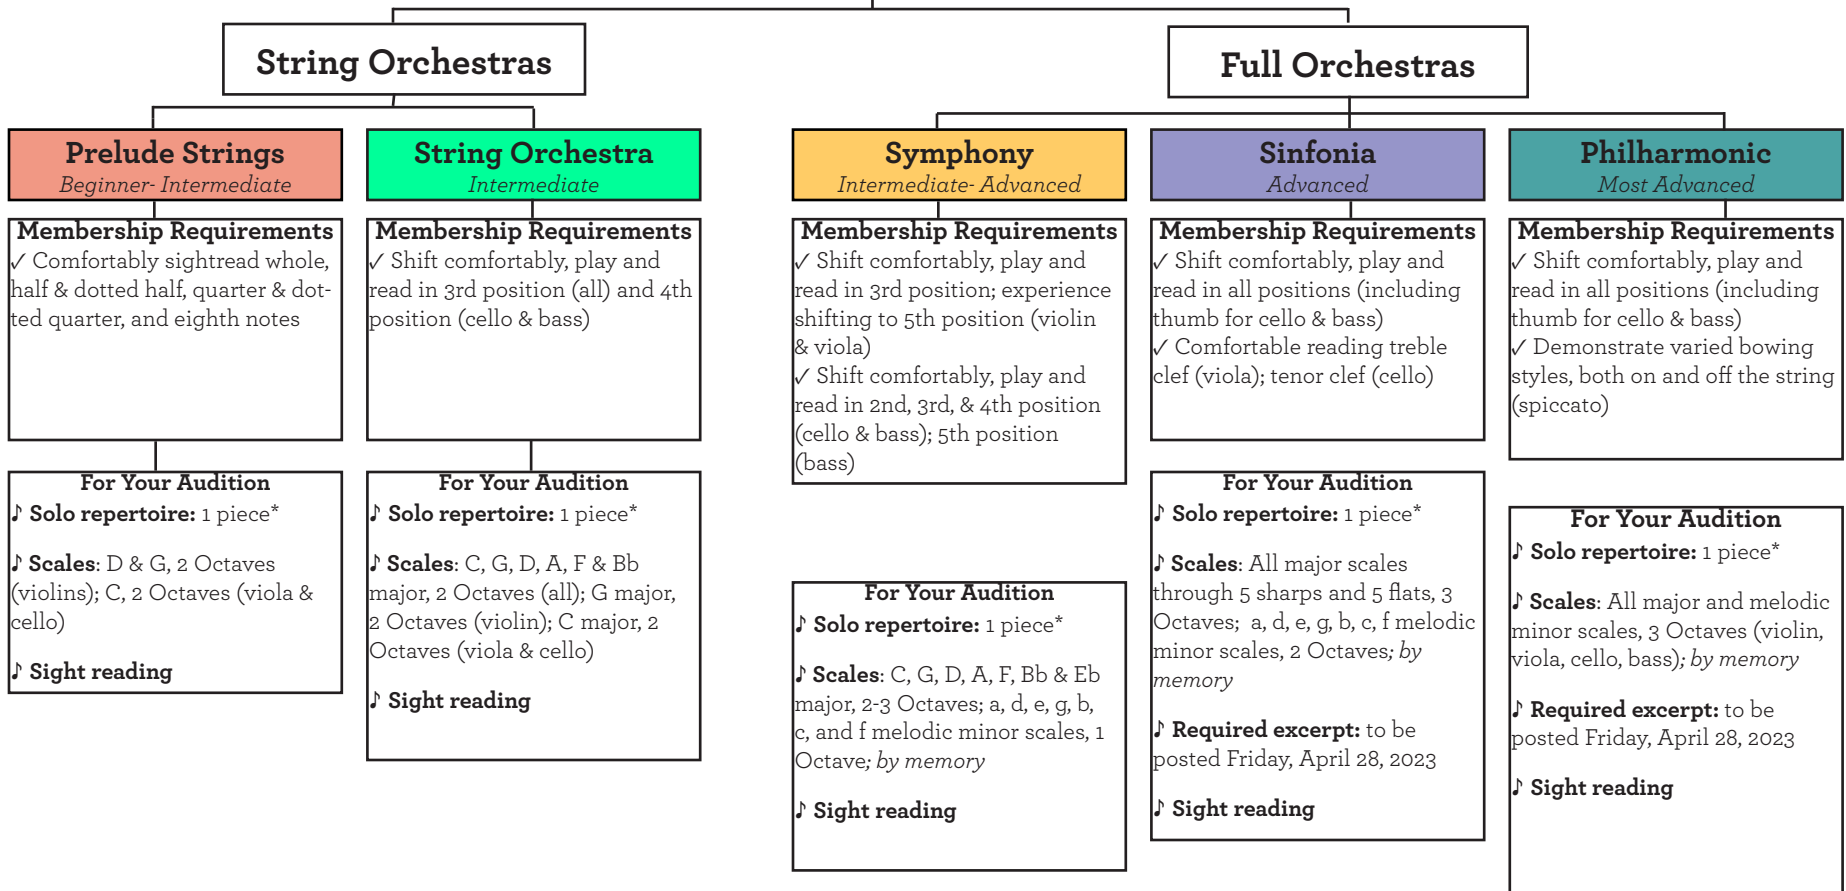 String Orchestras
Full Orchestras
Prelude Strings
Beginner- Intermediate
Membership Requirements
✓ Comfortably sightread whole,
half & dotted half, quarter & dot-
ted quarter, and eighth notes
For Your Audition
♪ Solo repertoire: 1 piece*
♪ Scales: D & G, 2 Octaves
(violins); C, 2 Octaves (viola &
cello)
♪ Sight reading
String Orchestra
Intermediate
Membership Requirements
✓ Shift comfortably, play and
read in 3rd position (all) and 4th
position (cello & bass)
For Your Audition
♪ Solo repertoire: 1 piece*
♪ Scales: C, G, D, A, F & Bb
major, 2 Octaves (all); G major,
2 Octaves (violin); C major, 2
Octaves (viola & cello)
♪ Sight reading
Symphony
Intermediate- Advanced
Membership Requirements
✓ Shift comfortably, play and
read in 3rd position; experience
shifting to 5th position (violin
& viola)
✓ Shift comfortably, play and
read in 2nd, 3rd, & 4th position
(cello & bass); 5th position
(bass)
For Your Audition
♪ Solo repertoire: 1 piece*
♪ Scales: C, G, D, A, F, Bb & Eb
major, 2-3 Octaves; a, d, e, g, b,
c, and f melodic minor scales, 1
Octave; by memory
♪ Sight reading
Sinfonia
Advanced
Membership Requirements
✓ Shift comfortably, play and
read in all positions (including
thumb for cello & bass)
✓ Comfortable reading treble
clef (viola); tenor clef (cello)
For Your Audition
♪ Solo repertoire: 1 piece*
♪ Scales: All major scales
through 5 sharps and 5 flats, 3
Octaves; a, d, e, g, b, c, f melodic
minor scales, 2 Octaves; by
memory
♪ Required excerpt: to be
posted Friday, April 28, 2023
♪ Sight reading
Philharmonic
Most Advanced
Membership Requirements
✓ Shift comfortably, play and
read in all positions (including
thumb for cello & bass)
✓ Demonstrate varied bowing
styles, both on and off the string
(spiccato)
For Your Audition
♪ Solo repertoire: 1 piece*
♪ Scales: All major and melodic
minor scales, 3 Octaves (violin,
viola, cello, bass); by memory
♪ Required excerpt: to be
posted Friday, April 28, 2023
♪ Sight reading